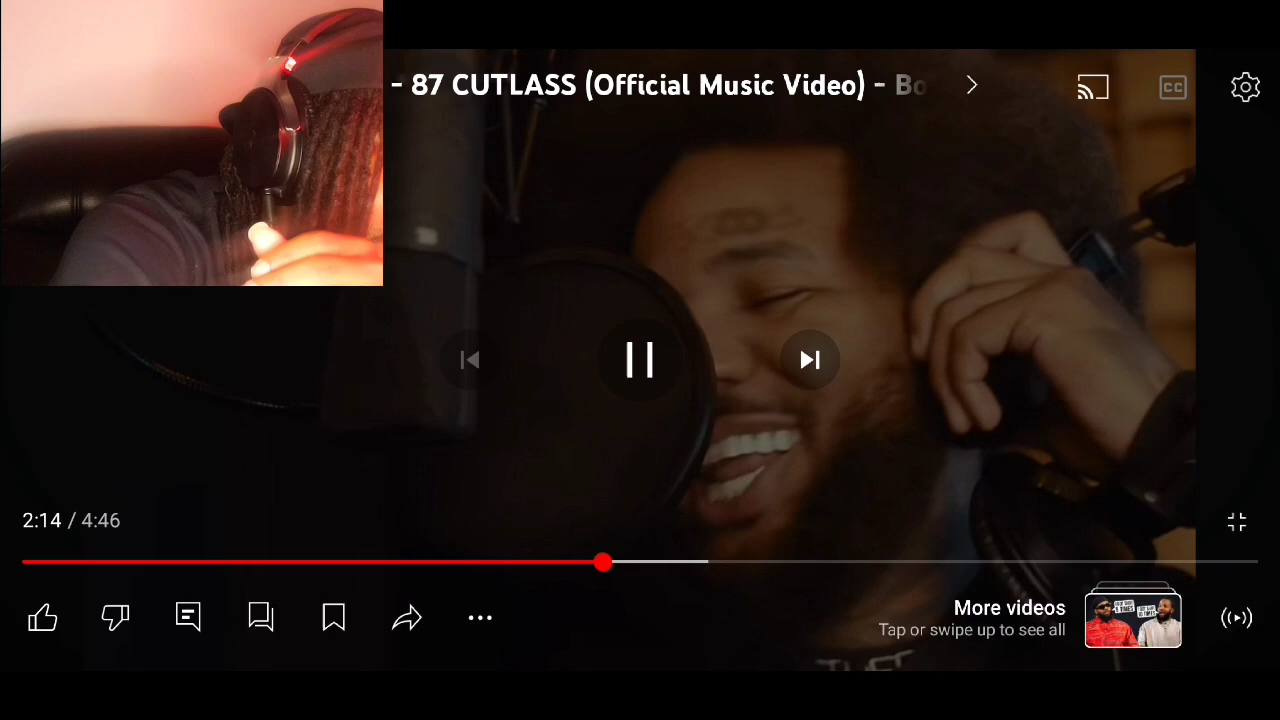 - 87 CUTLASS (Official Music Video) - Bo
CC
2:14 / 4:46
More videos
Tap or swipe up to see all